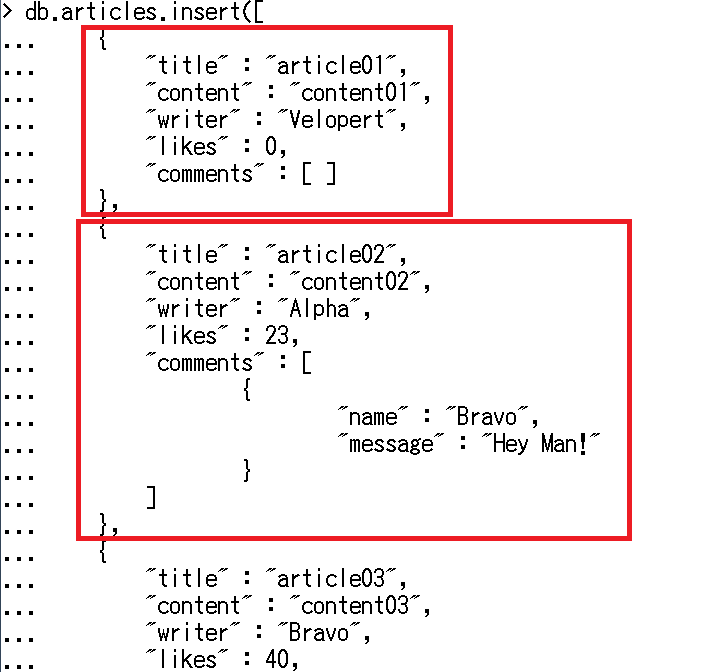 > db.articles.insert([
... {
... "title" : "article01",
... "content" : "content01",
... "writer" : "Velopert",
... "likes" : 0,
... "comments" : [ ]
... },
... {
... "title" : "article02",
... "content" : "content02",
... "writer" : "Alpha",
... "likes" : 23,
... "comments" : [
... {
... "name" : "Bravo",
... "message" : "Hey Man!"
... }
... ]
... },
... {
... "title" : "article03",
... "content" : "content03",
... "writer" : "Bravo",
... "likes" : 40,